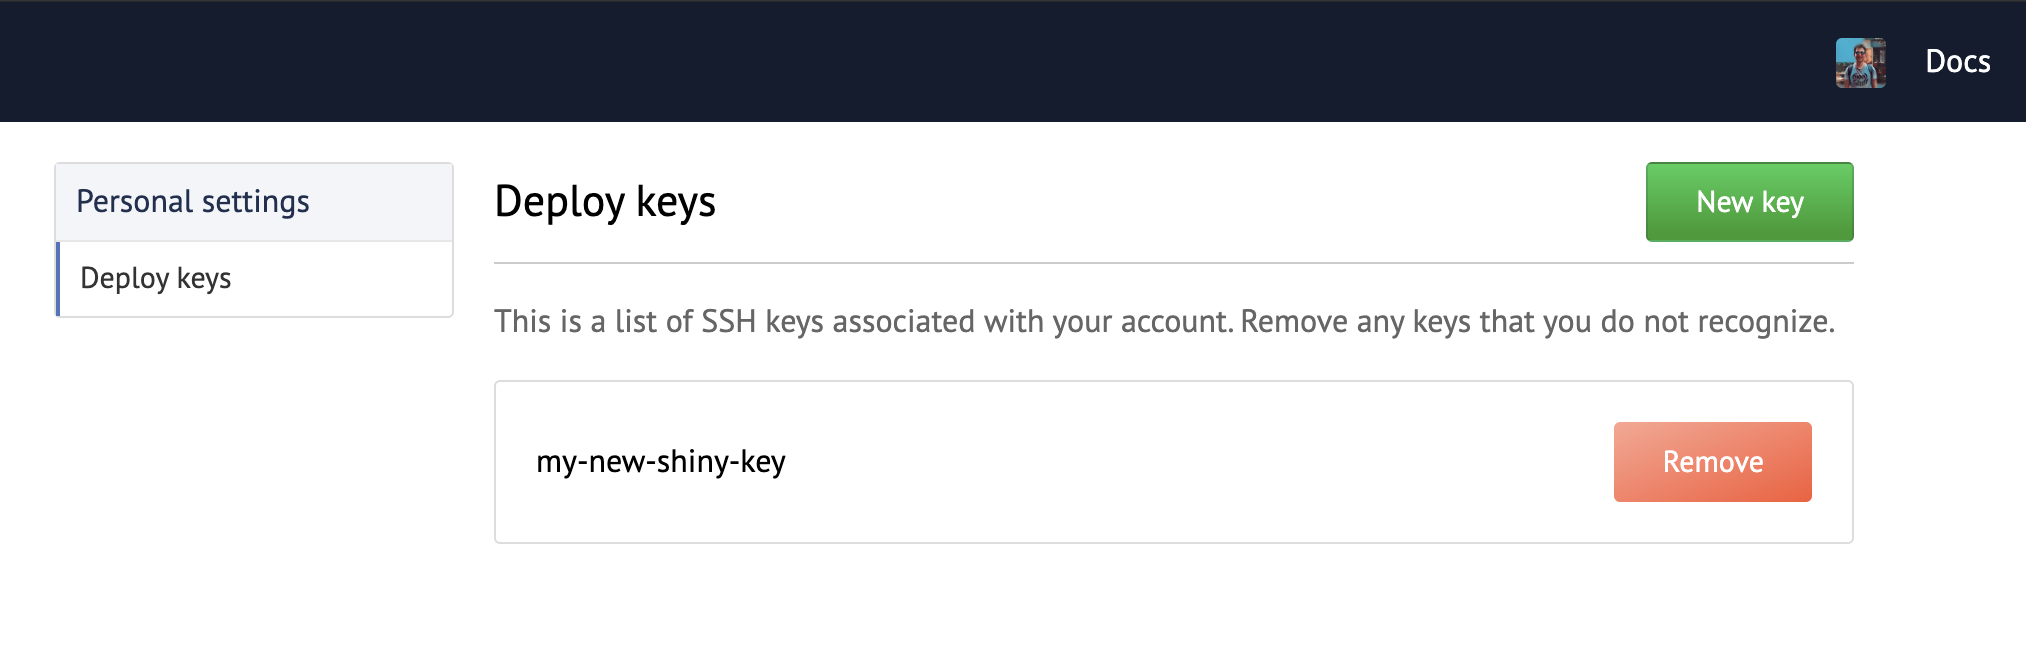 Docs
Personal settings
Deploy keys
Deploy keys
New key
This is a list of SSH keys associated with your account. Remove any keys that you do not recognize.
my-new-shiny-key
Remove